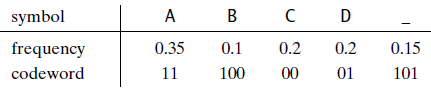 symbol A B C D _
frequency 0.35 0.1 0.2 0.2 0.15
codeword 11 100 00 01 101